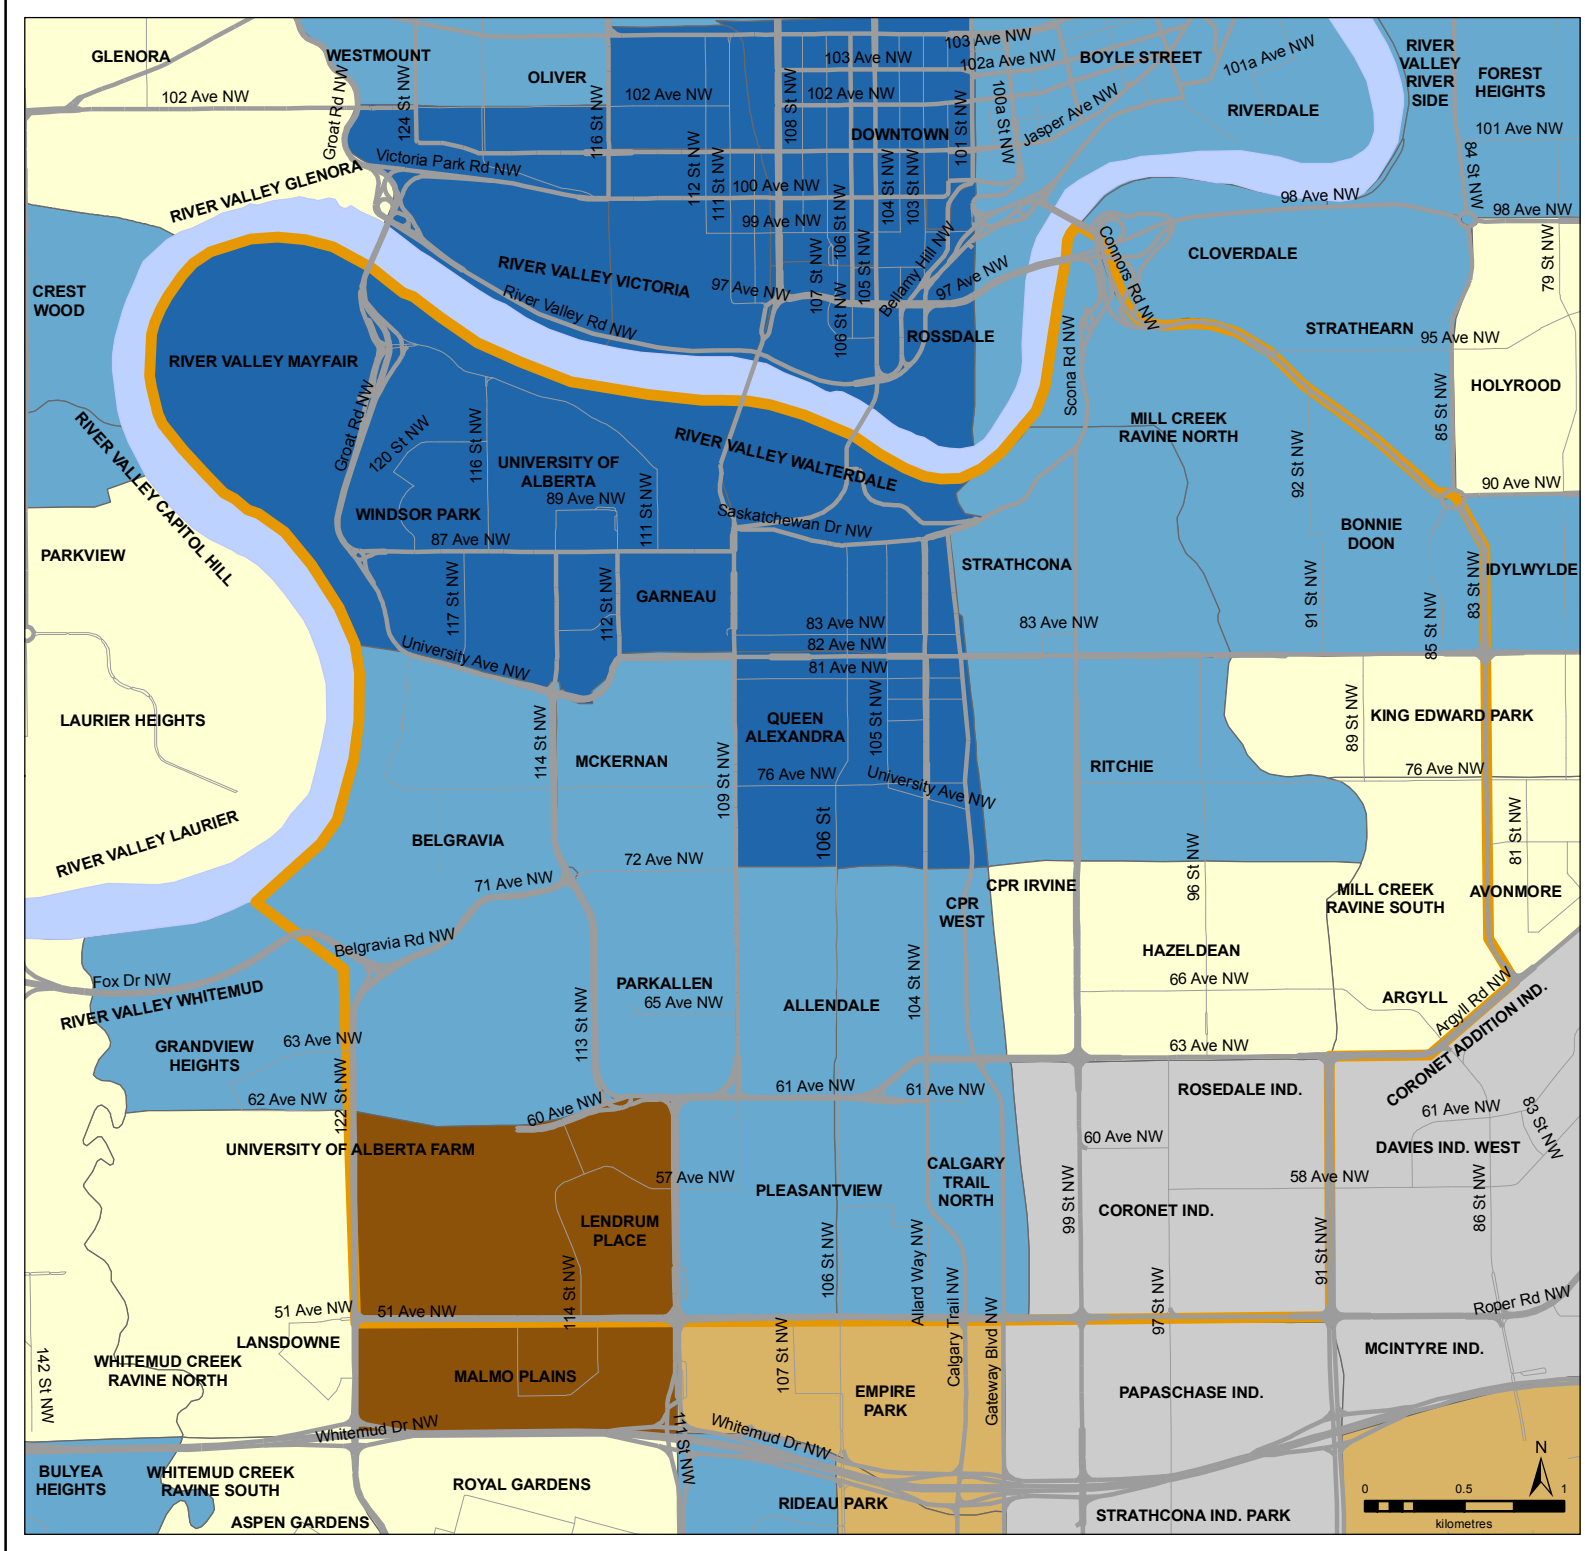 GLENORA
WESTMOUNT
OLIVER
103 Ave NW
103 Ave NW
102a Ave NW
BOYLE STREET
101a Ave NW
RIVER
VALLEY
RIVER
SIDE
FOREST
HEIGHTS
102 Ave NW
Groat Rd NW
124 St NW
116 St NW
102 Ave NW
108 St NW
102 Ave NW
DOWNTOWN
101 St NW
100a St NW
Jasper Ave NW
RIVERDALE
101 Ave NW
84 St NW
Victoria Park Rd NW
RIVER VALLEY GLENORA
112 St NW
111 St NW
100 Ave NW
99 Ave NW
106 St NW
104 St NW
103 St NW
98 Ave NW
98 Ave NW
CREST
WOOD
RIVER VALLEY VICTORIA
River Valley Rd NW
97 Ave NW
107 St NW
106 St NW
105 St NW
Bellamy Hill NW
97 Ave NW
Connors Rd NW
CLOVERDALE
79 St NW
RIVER VALLEY MAYFAIR
ROSSDALE
Scona Rd NW
STRATHEARN
95 Ave NW
HOLYROOD
RIVER VALLEY CAPITOL HILL
Groat Rd NW
120 St NW
116 St NW
UNIVERSITY OF
ALBERTA
89 Ave NW
111 St NW
RIVER VALLEY WALTERDALE
MILL CREEK
RAVINE NORTH
92 St NW
85 St NW
90 Ave NW
PARKVIEW
WINDSOR PARK
87 Ave NW
Saskatchewan Dr NW
BONNIE
DOON
IDYLWYLDE
117 St NW
112 St NW
GARNEAU
STRATHCONA
83 Ave NW
83 Ave NW
91 St NW
85 St NW
83 St NW
University Ave NW
82 Ave NW
81 Ave NW
LAURIER HEIGHTS
114 St NW
MCKERNAN
109 St NW
QUEEN
ALEXANDRA
105 St NW
76 Ave NW
University Ave NW
RITCHIE
89 St NW
KING EDWARD PARK
76 Ave NW
RIVER VALLEY LAURIER
BELGRAVIA
71 Ave NW
72 Ave NW
106 St
CPR IRVINE
CPR
WEST
96 St NW
MILL CREEK
RAVINE SOUTH
81 St NW
AVONMORE
Belgravia Rd NW
Fox Dr NW
RIVER VALLEY WHITEMUD
113 St NW
PARKALLEN
65 Ave NW
ALLENDALE
104 St NW
HAZELDEAN
66 Ave NW
ARGYLL
Argyll Rd NW
CORONET ADDITION IND.
GRANDVIEW
HEIGHTS
63 Ave NW
62 Ave NW
122 St NW
60 Ave NW
61 Ave NW
61 Ave NW
63 Ave NW
ROSEDALE IND.
61 Ave NW
83 St NW
UNIVERSITY OF ALBERTA FARM
57 Ave NW
PLEASANTVIEW
CALGARY
TRAIL
NORTH
60 Ave NW
99 St NW
58 Ave NW
DAVIES IND. WEST
86 St NW
LENDRUM
PLACE
114 St NW
106 St NW
Allard Way NW
CORONET IND.
91 St NW
51 Ave NW
51 Ave NW
Calgary Trail NW
Gateway Blvd NW
97 St NW
Roper Rd NW
LANSDOWNE
WHITEMUD CREEK
RAVINE NORTH
142 St NW
MALMO PLAINS
107 St NW
EMPIRE
PARK
PAPASCHASE IND.
MCINTYRE IND.
Whitemud Dr NW
111 St NW
Whitemud Dr NW
BULYEA
HEIGHTS
WHITEMUD CREEK
RAVINE SOUTH
ROYAL GARDENS
RIDEAU PARK
ASPEN GARDENS
STRATHCONA IND. PARK
N
0 0.5 1
kilometres